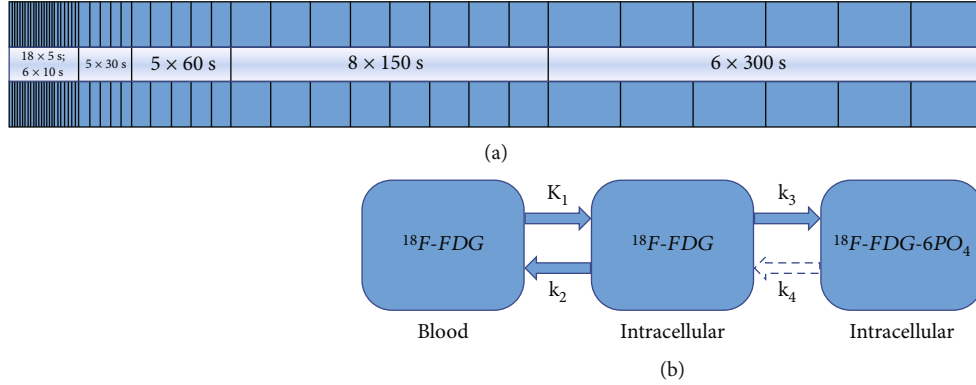 18 × 5 s;
6 × 10 s
5 × 30 s
5 × 60 s
8 × 150 s
6 × 300 s
(a)
K₁
k₃
¹⁸F-FDG
¹⁸F-FDG
¹⁸F-FDG-6PO₄
k₂
k₄
Blood
Intracellular
Intracellular
(b)